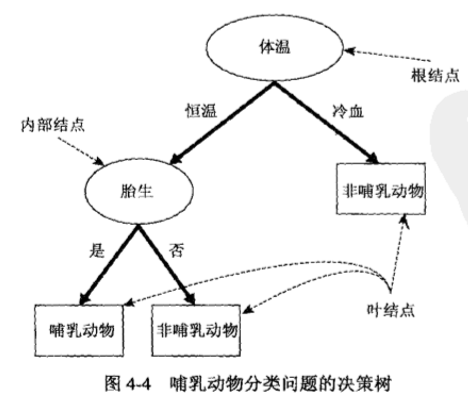 体温
根结点
恒温
冷血
内部结点
胎生
非哺乳动物
是
否
叶结点
哺乳动物
非哺乳动物
图 4-4 哺乳动物分类问题的决策树